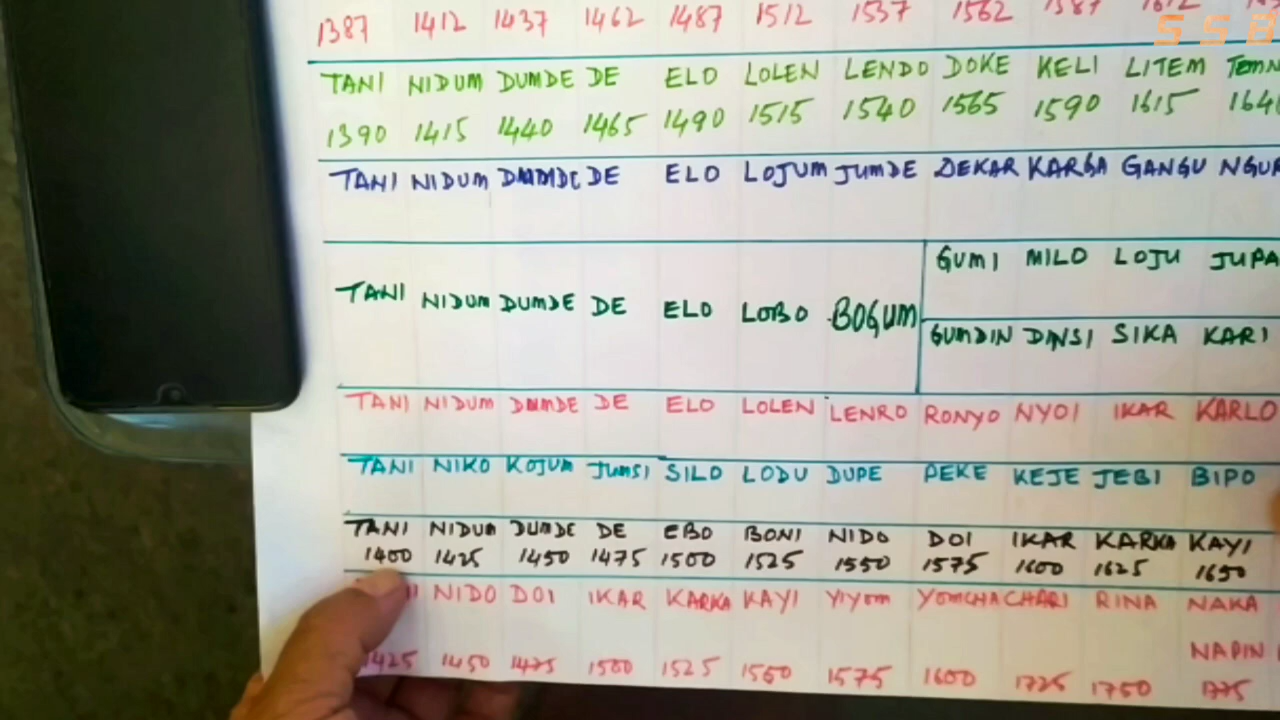 1387 1412 1437 1462 1487 1512 1537 1562 1587 1612
SSB
TANI NIDUM DUMDE DE ELO LOLEN LENDO DOKE KELI LITEM
1390 1415 1440 1465 1490 1515 1540 1565 1590 1615
TANI NIDUM DUMDE DE ELO LOJUM JUMDE DEKAR KARGA GANGU
GUMI MILO LOJU JUPA
TANI NIDUM DUMDE DE ELO LOBO BOGUM
GUMDIN DINSI SIKA KARI
TANI NIDUM DUMDE DE ELO LOLEN LENRO RONYO NYOI IKAR KARLO
TANI NIKO KOJUM JUMSI SILO LODU DUPE PEKE KEJE JEBI BIPO
TANI NIDUM DUMDE DE EBO BONI NIDO DOI IKAR KARKA KAYI
1400 1425 1450 1475 1500 1525 1550 1575 1600 1625 1650
NIDO DOI IKAR KARKA KAYI YIYOM YOMCHA CHARI RINA NAKA
NAPIN
1425 1450 1475 1500 1525 1550 1575 1600 1725 1750 1775